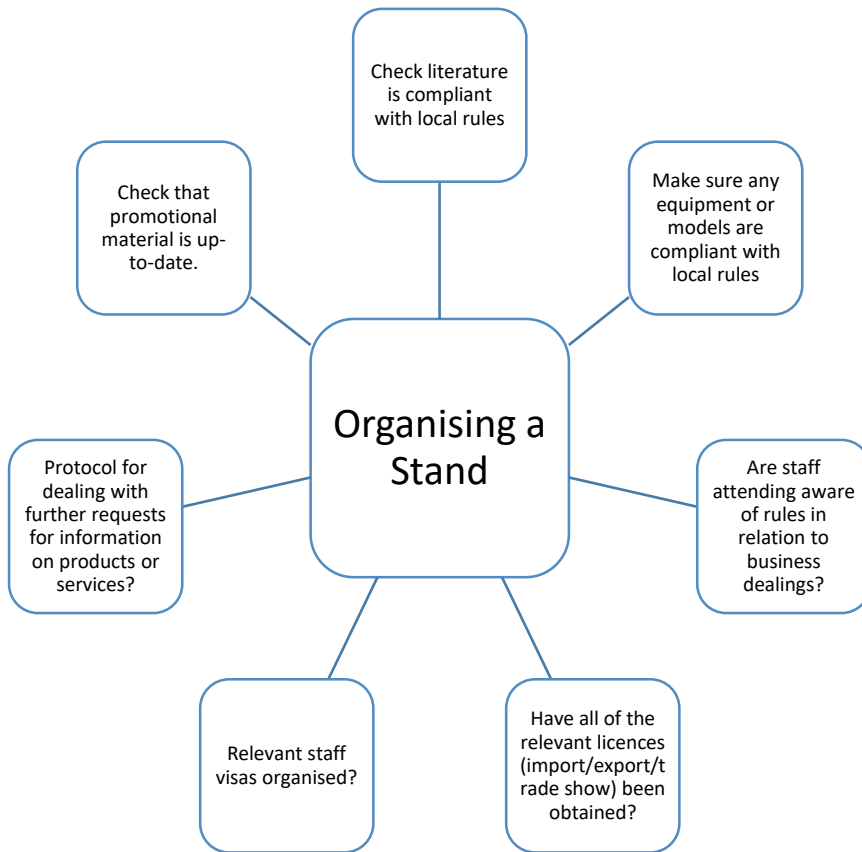 Check literature
is compliant
with local rules
Check that
promotional
material is up-
to-date.
Make sure any
equipment or
models are
compliant with
local rules
Organising a
Stand
Protocol for
dealing with
further requests
for information
on products or
services?
Are staff
attending aware
of rules in
relation to
business
dealings?
Relevant staff
visas organised?
Have all of the
relevant licences
(import/export/t
rade show) been
obtained?